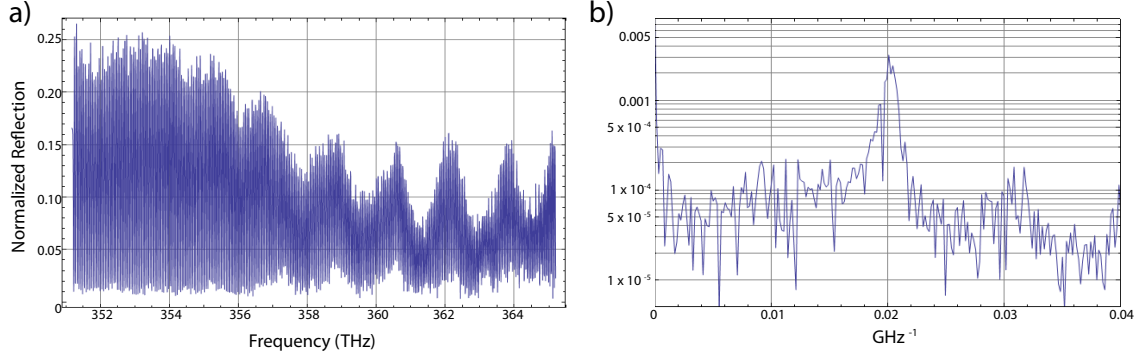 a)
0.25
0.20
0.15
0.10
0.05
0
352
354
356
358
360
362
364
Normalized Reflection
Frequency (THz)
b)
0.005
0.001
5 x 10⁻⁴
1 x 10⁻⁴
5 x 10⁻⁵
1 x 10⁻⁵
0
0.01
0.02
0.03
0.04
GHz ⁻¹